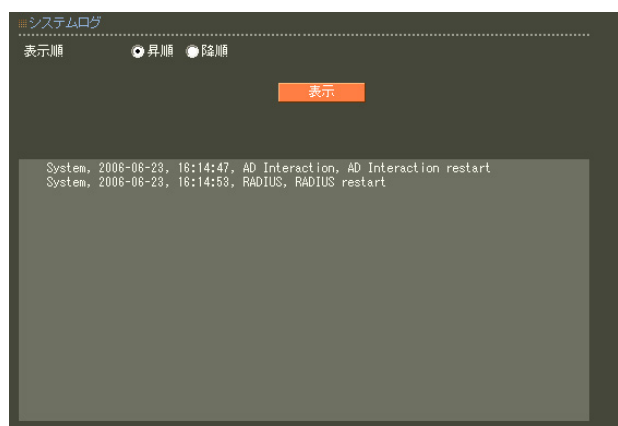 システムログ
表示順 昇順 降順
表示
System, 2006-06-23, 16:14:47, AD Interaction, AD Interaction restart
System, 2006-06-23, 16:14:53, RADIUS, RADIUS restart